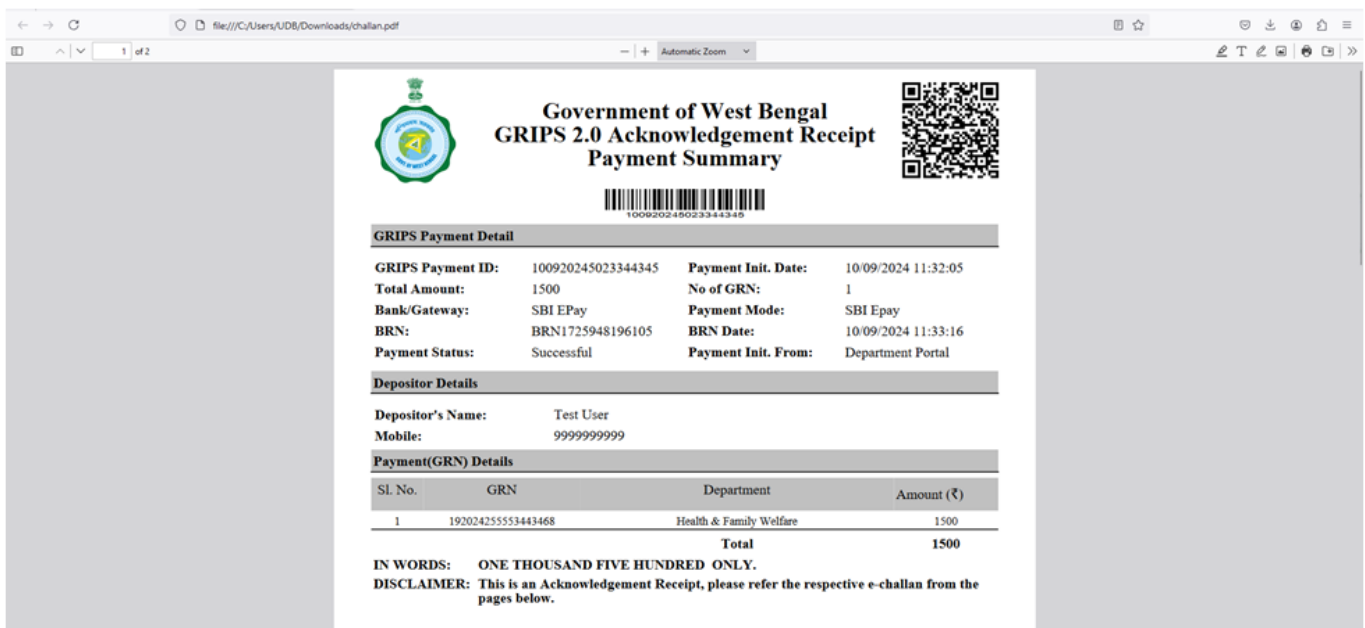 file:///C:/Users/UDB/Downloads/challan.pdf
1 of 2
Automatic Zoom
Government of West Bengal
GRIPS 2.0 Acknowledgement Receipt
Payment Summary
100920245023344345
GRIPS Payment Detail
GRIPS Payment ID: 100920245023344345 Payment Init. Date: 10/09/2024 11:32:05
Total Amount: 1500 No of GRN: 1
Bank/Gateway: SBI EPay Payment Mode: SBI Epay
BRN: BRN1725948196105 BRN Date: 10/09/2024 11:33:16
Payment Status: Successful Payment Init. From: Department Portal
Depositor Details
Depositor's Name: Test User
Mobile: 9999999999
Payment(GRN) Details
Sl. No. GRN Department Amount (₹)
1 192024255553443468 Health & Family Welfare 1500
Total 1500
IN WORDS: ONE THOUSAND FIVE HUNDRED ONLY.
DISCLAIMER: This is an Acknowledgement Receipt, please refer the respective e-challan from the
pages below.